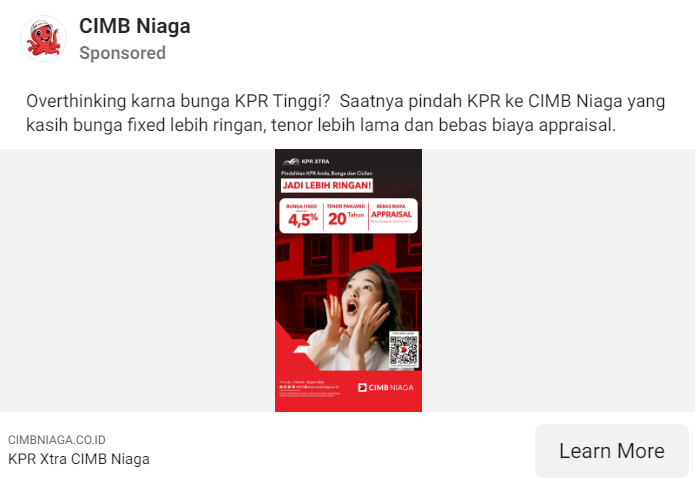 CIMB Niaga
Sponsored
Overthinking karna bunga KPR Tinggi?  Saatnya pindah KPR ke CIMB Niaga yang
kasih bunga fixed lebih ringan, tenor lebih lama dan bebas biaya appraisal.
KPR XTRA
Pindahkan KPR Anda, Bunga dan Cicilan
JADI LEBIH RINGAN!
BUNGA FIXED TENOR PANJANG BEBAS BIAYA
4,5% 20 Tahun APPRAISAL
CIMB NIAGA
CIMBNIAGA.CO.ID
KPR Xtra CIMB Niaga
Learn More